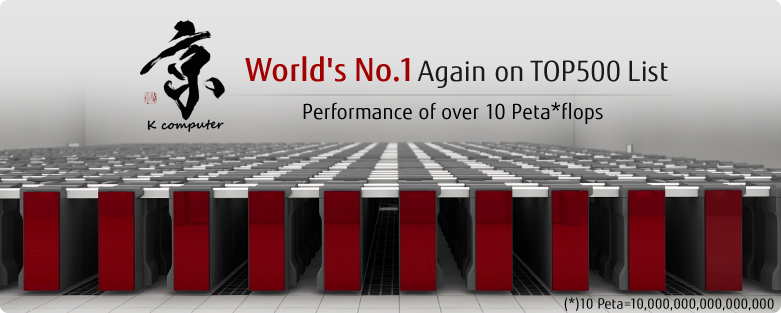 京
K computer
World's No.1 Again on TOP500 List
Performance of over 10 Peta*flops
(*)10 Peta=10,000,000,000,000,000